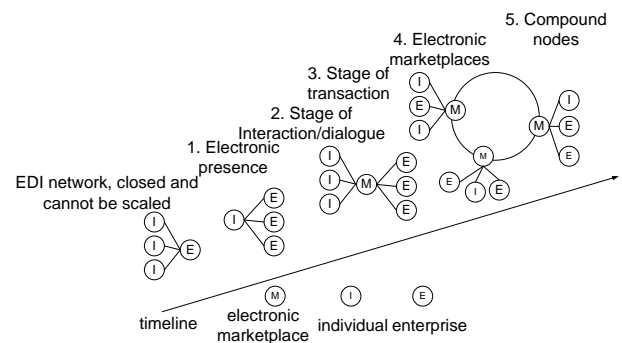 5. Compound
nodes
4. Electronic
marketplaces
3. Stage of
transaction
2. Stage of
Interaction/dialogue
1. Electronic
presence
EDI network, closed and
cannot be scaled
I
E
I
M
M
I
E
E
M
E
I
E
I
I
I
M
E
E
E
I
E
E
E
I
I
I
E
I
timeline
M
electronic
marketplace
I
individual
E
enterprise